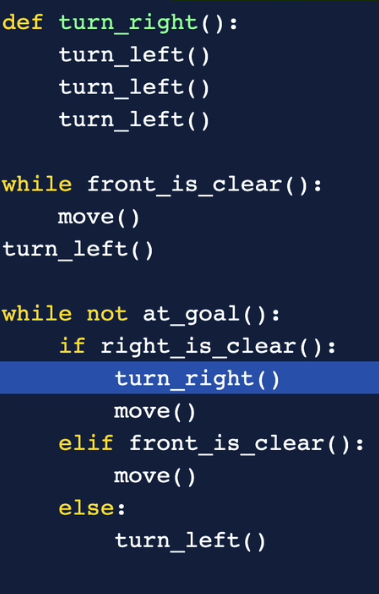 def turn_right():
    turn_left()
    turn_left()
    turn_left()

while front_is_clear():
    move()
turn_left()

while not at_goal():
    if right_is_clear():
        turn_right()
        move()
    elif front_is_clear():
        move()
    else:
        turn_left()